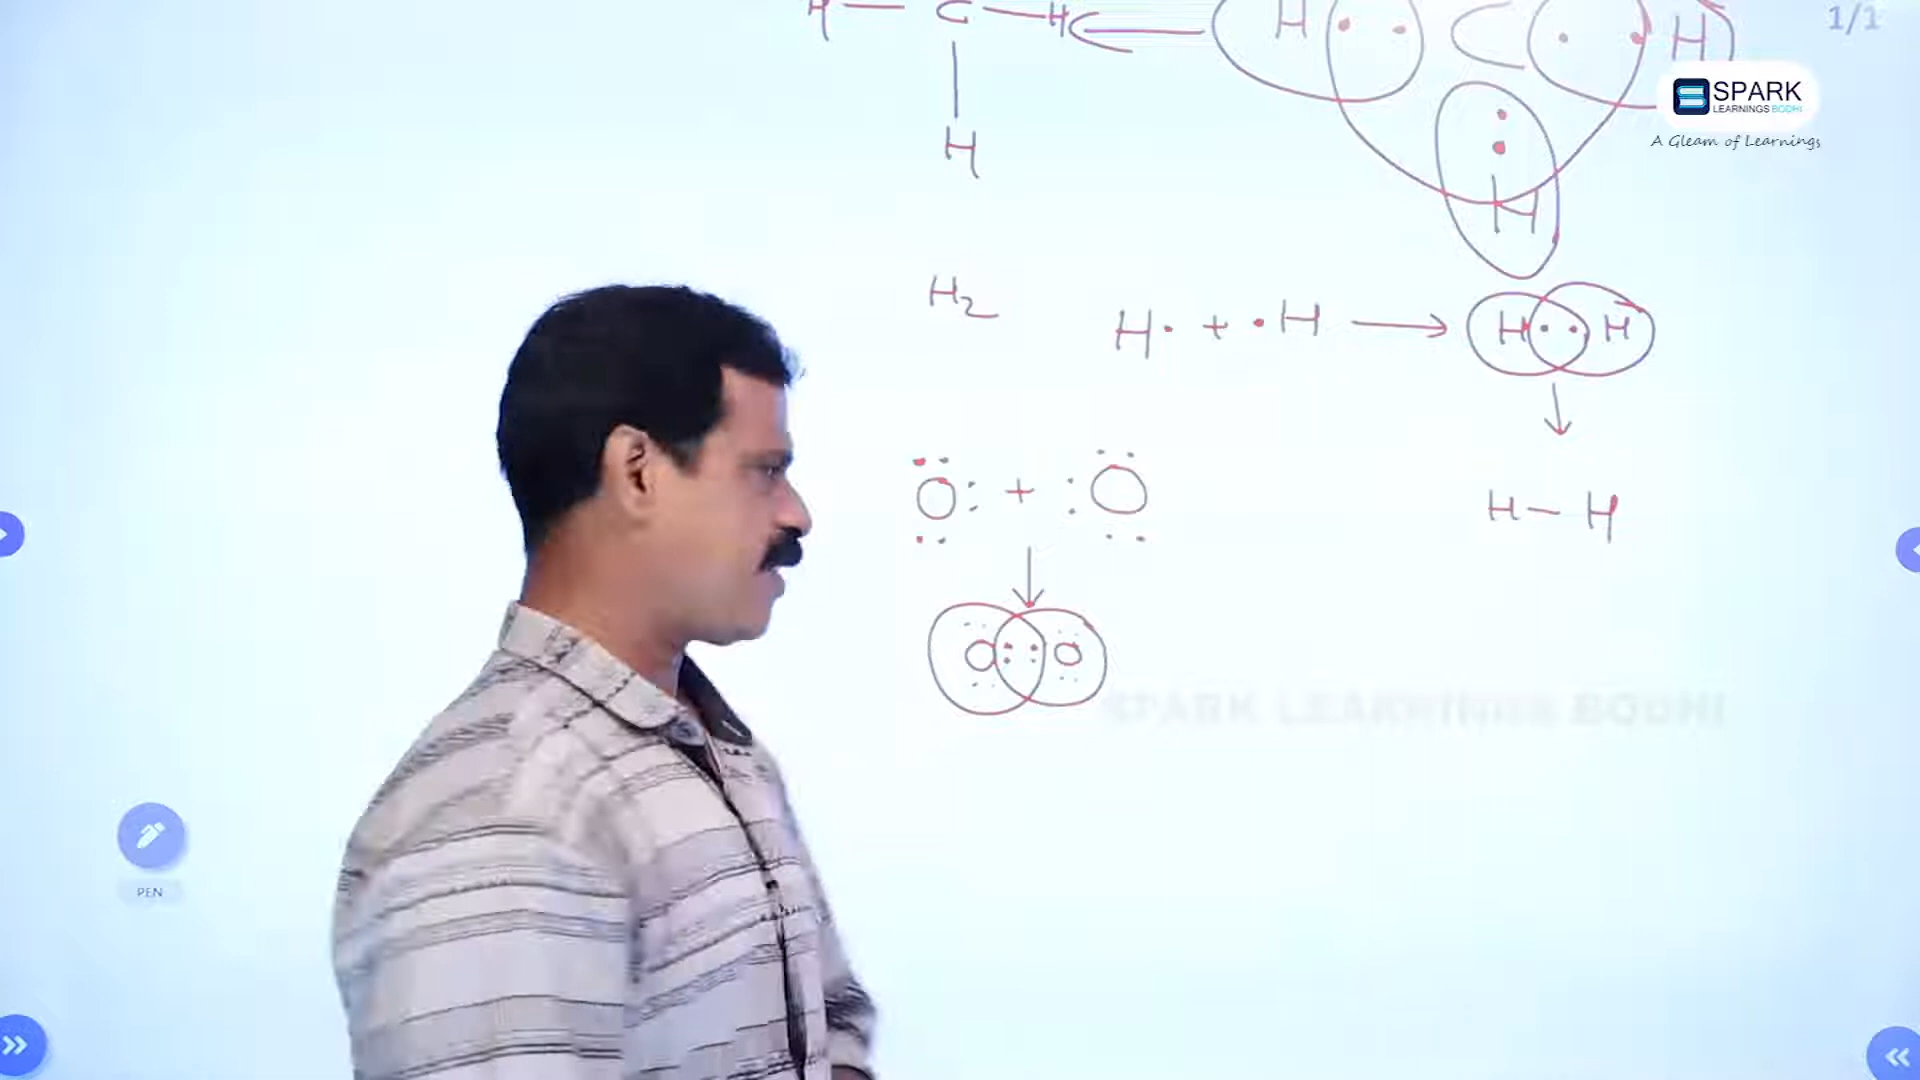 H — C — H
H C H
1/1
SPARK
LEARNINGS BODHI
A Gleam of Learnings
H
H
H₂
H· + ·H → H·· H
O : + : O
H – H
O :: O
SPARK LEARNINGS BODHI
PEN